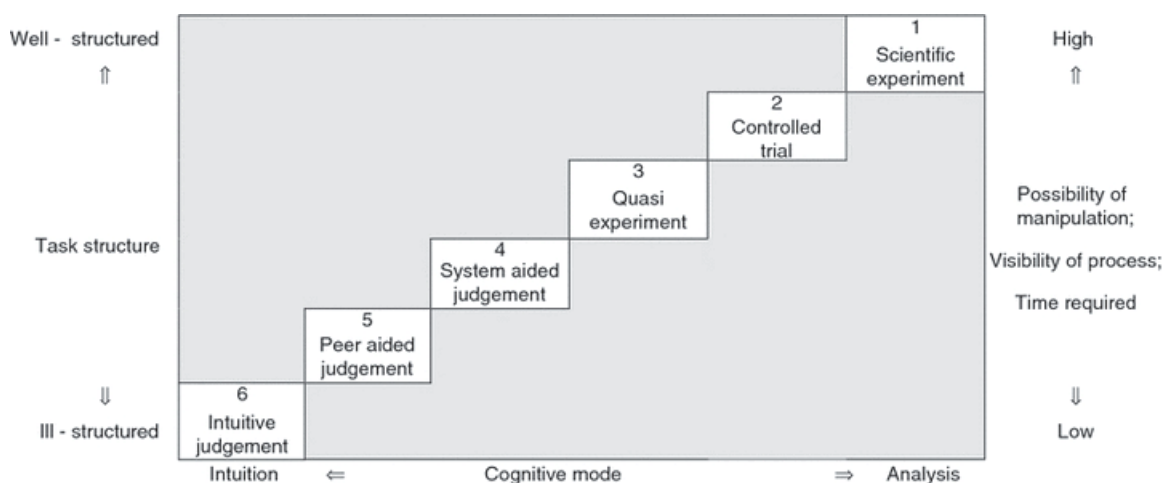 Well - structured
⇑
Task structure
⇓
Ill - structured
1
Scientific
experiment
2
Controlled
trial
3
Quasi
experiment
4
System aided
judgement
5
Peer aided
judgement
6
Intuitive
judgement
High
⇑
Possibility of
manipulation;
Visibility of process;
Time required
⇓
Low
Intuition ⇐ Cognitive mode ⇒ Analysis